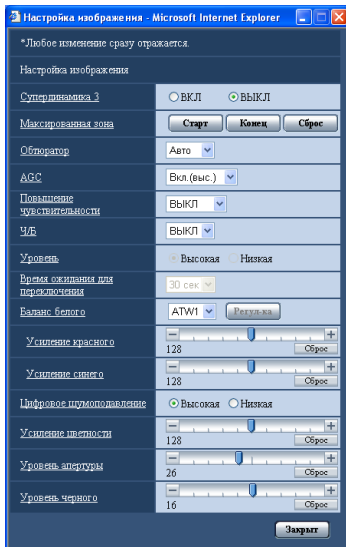 Настройка изображения - Microsoft Internet Explorer
*Любое изменение сразу отражается.
Настройка изображения
Супердинамика 3 ВКЛ ВЫКЛ
Максированная зона Старт Конец Сброс
Обтюратор Авто
AGC Вкл.(выс.)
Повышение
чувствительности ВЫКЛ
Ч/Б ВЫКЛ
Уровень Высокая Низкая
Время ожидания для
переключения 30 сек
Баланс белого ATW1 Регул-ка
Усиление красного 128 Сброс
Усиление синего 128 Сброс
Цифровое шумоподавление Высокая Низкая
Усиление цветности 128 Сброс
Уровень апертуры 26 Сброс
Уровень черного 16 Сброс
Закрыт